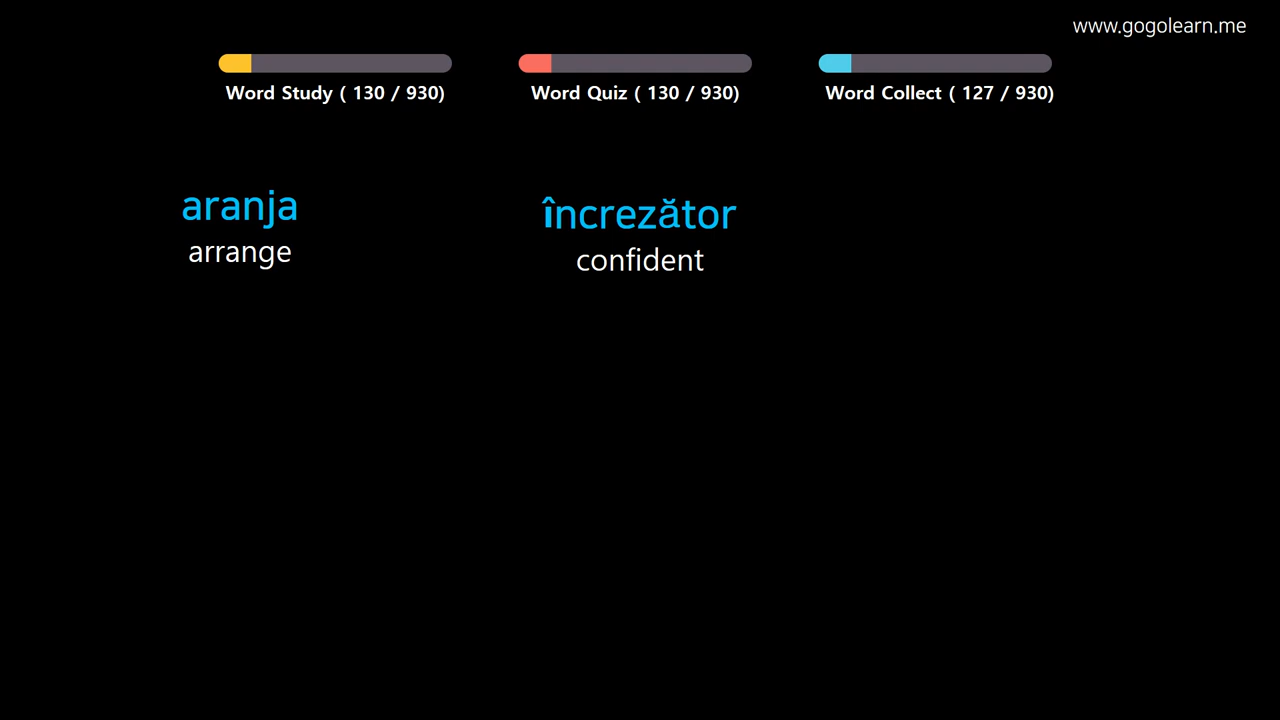 www.gogolearn.me
Word Study ( 130 / 930)
Word Quiz ( 130 / 930)
Word Collect ( 127 / 930)
aranja
arrange
încrezător
confident